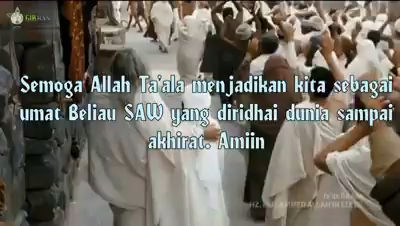 Semoga Allah Ta'ala menjadikan kita sebagai
umat Beliau SAW yang diridhai dunia sampai
akhirat. Amiin